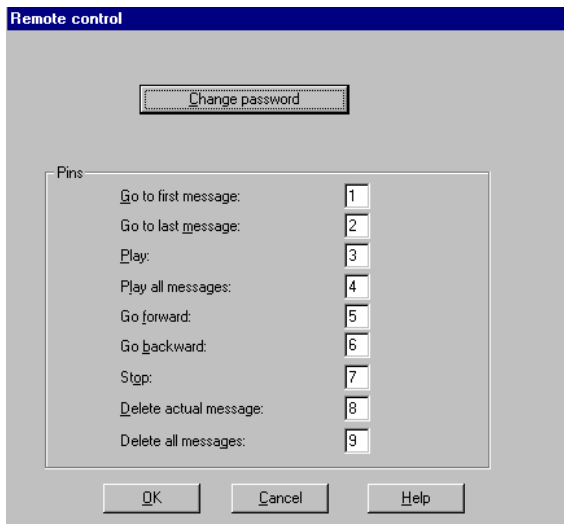 Remote control
Change password
Pins
Go to first message: 1
Go to last message: 2
Play: 3
Play all messages: 4
Go forward: 5
Go backward: 6
Stop: 7
Delete actual message: 8
Delete all messages: 9
OK Cancel Help